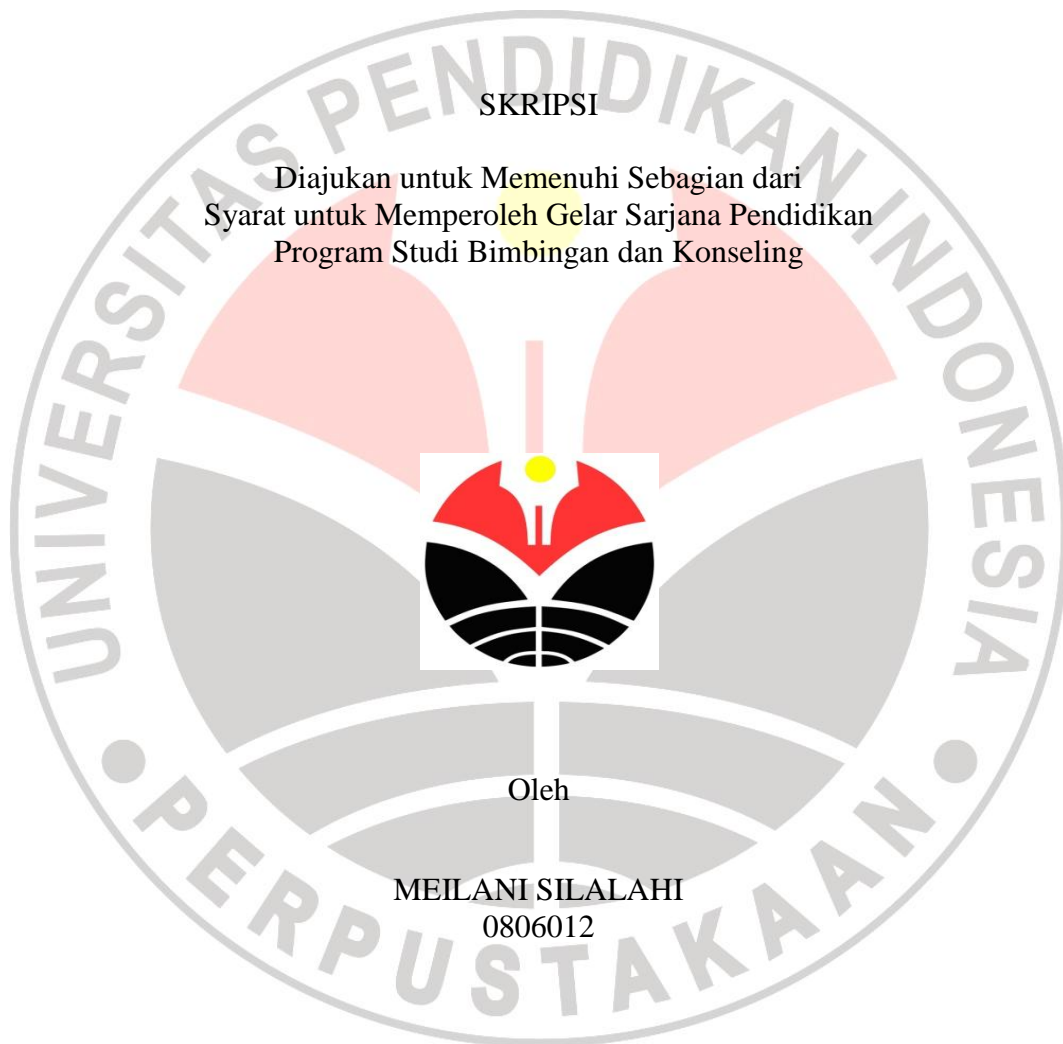 UNIVERSITAS PENDIDIKAN INDONESIA
SKRIPSI
Diajukan untuk Memenuhi Sebagian dari
Syarat untuk Memperoleh Gelar Sarjana Pendidikan
Program Studi Bimbingan dan Konseling
Oleh
MEILANI SILALAHI
0806012
PERPUSTAKAAN